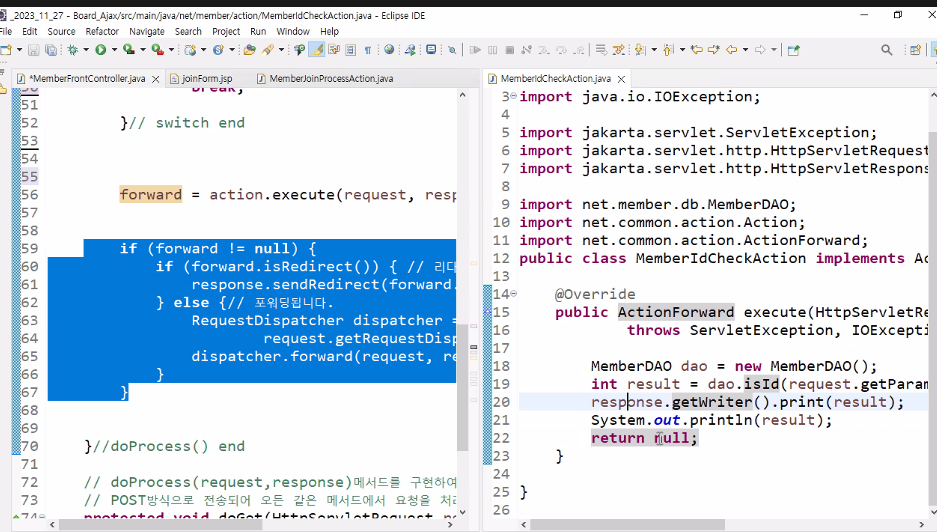 _2023_11_27 - Board_Ajax/src/main/java/net/member/action/MemberIdCheckAction.java - Eclipse IDE
File Edit Source Refactor Navigate Search Project Run Window Help
*MemberFrontController.java
joinForm.jsp
MemberJoinProcessAction.java
50 break;
51
52 }// switch end
53
54
55
56 forward = action.execute(request, resp
57
58
59 if (forward != null) {
60 if (forward.isRedirect()) { // 리다
61 response.sendRedirect(forward.
62 } else {// 포워딩됩니다.
63 RequestDispatcher dispatcher =
64 request.getRequestDisp
65 dispatcher.forward(request, re
66 }
67 }
68
69
70 }//doProcess() end
71
72 // doProcess(request,response)메서드를 구현하여
73 // POST방식으로 전송되어 오든 같은 메서드에서 요청을 처리
74 protected void doGet(HttpServletRequest re
MemberIdCheckAction.java
3 import java.io.IOException;
4
5 import jakarta.servlet.ServletException;
6 import jakarta.servlet.http.HttpServletRequest
7 import jakarta.servlet.http.HttpServletRespons
8
9 import net.member.db.MemberDAO;
10 import net.common.action.Action;
11 import net.common.action.ActionForward;
12 public class MemberIdCheckAction implements Ac
13
14 @Override
15 public ActionForward execute(HttpServletRe
16 throws ServletException, IOExcepti
17
18 MemberDAO dao = new MemberDAO();
19 int result = dao.isId(request.getParam
20 response.getWriter().print(result);
21 System.out.println(result);
22 return null;
23 }
24
25 }
26